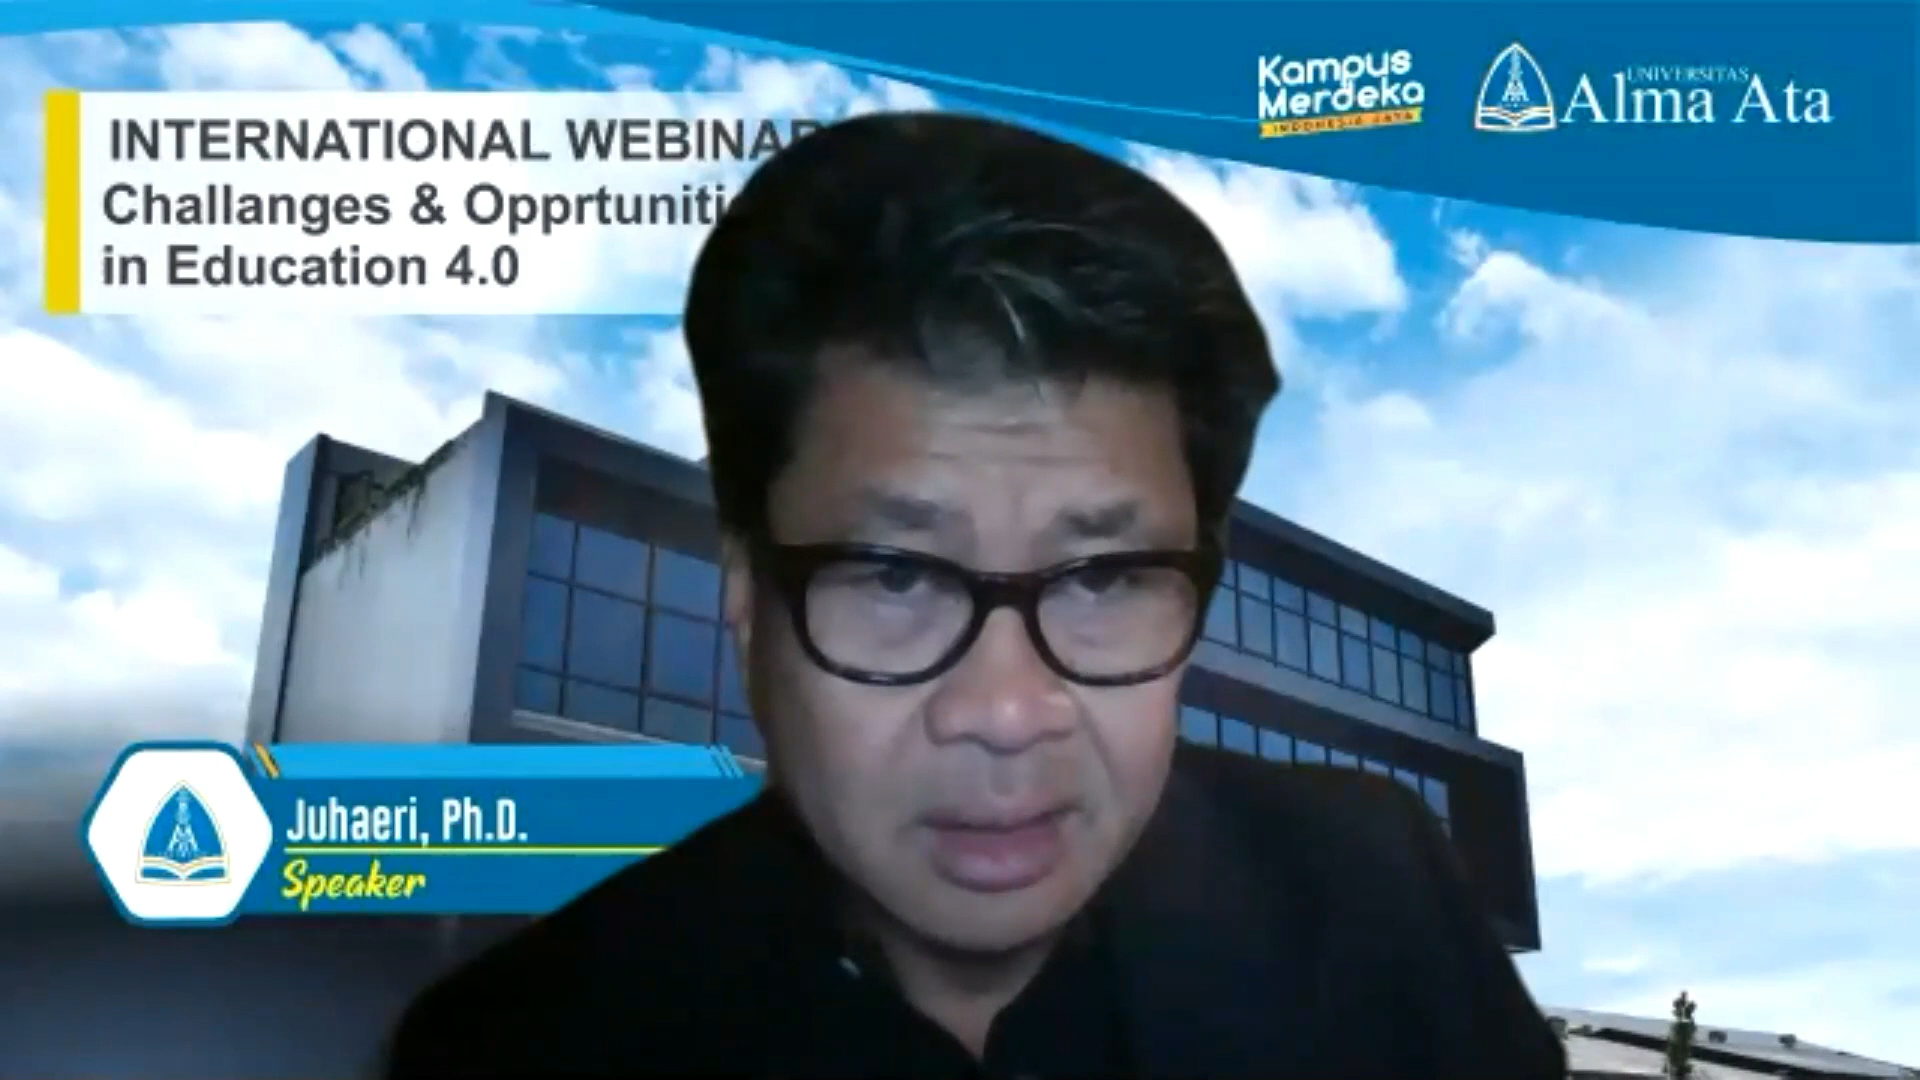 Kampus
Merdeka
INDONESIA JAYA
UNIVERSITAS
Alma Ata
INTERNATIONAL WEBINAR
Challanges & Opprtuniti
in Education 4.0
Juhaeri, Ph.D.
Speaker